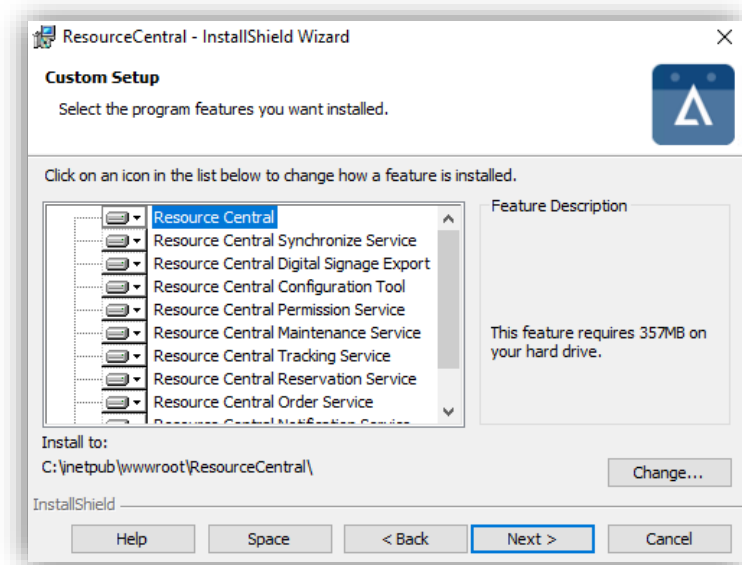 ResourceCentral - InstallShield Wizard
Custom Setup
Select the program features you want installed.
Click on an icon in the list below to change how a feature is installed.
Resource Central
Resource Central Synchronize Service
Resource Central Digital Signage Export
Resource Central Configuration Tool
Resource Central Permission Service
Resource Central Maintenance Service
Resource Central Tracking Service
Resource Central Reservation Service
Resource Central Order Service
Resource Central Notification Service
Feature Description
This feature requires 357MB on
your hard drive.
Install to:
C:\inetpub\wwwroot\ResourceCentral\
Change...
InstallShield
Help
Space
< Back
Next >
Cancel